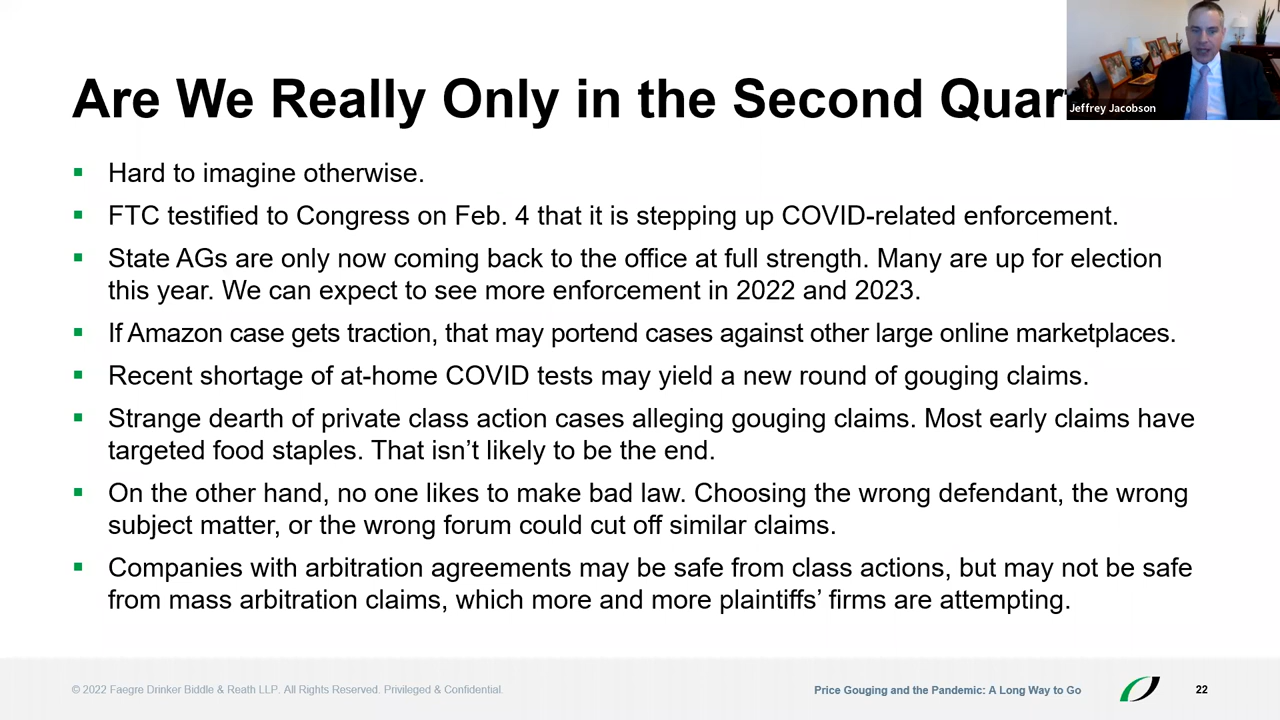 Are We Really Only in the Second
Jeffrey Jacobson
Hard to imagine otherwise.
FTC testified to Congress on Feb. 4 that it is stepping up COVID-related enforcement.
State AGs are only now coming back to the office at full strength. Many are up for election
this year. We can expect to see more enforcement in 2022 and 2023.
If Amazon case gets traction, that may portend cases against other large online marketplaces.
Recent shortage of at-home COVID tests may yield a new round of gouging claims.
Strange dearth of private class action cases alleging gouging claims. Most early claims have
targeted food staples. That isn’t likely to be the end.
On the other hand, no one likes to make bad law. Choosing the wrong defendant, the wrong
subject matter, or the wrong forum could cut off similar claims.
Companies with arbitration agreements may be safe from class actions, but may not be safe
from mass arbitration claims, which more and more plaintiffs’ firms are attempting.
© 2022 Faegre Drinker Biddle & Reath LLP. All Rights Reserved. Privileged & Confidential.
Price Gouging and the Pandemic: A Long Way to Go
22